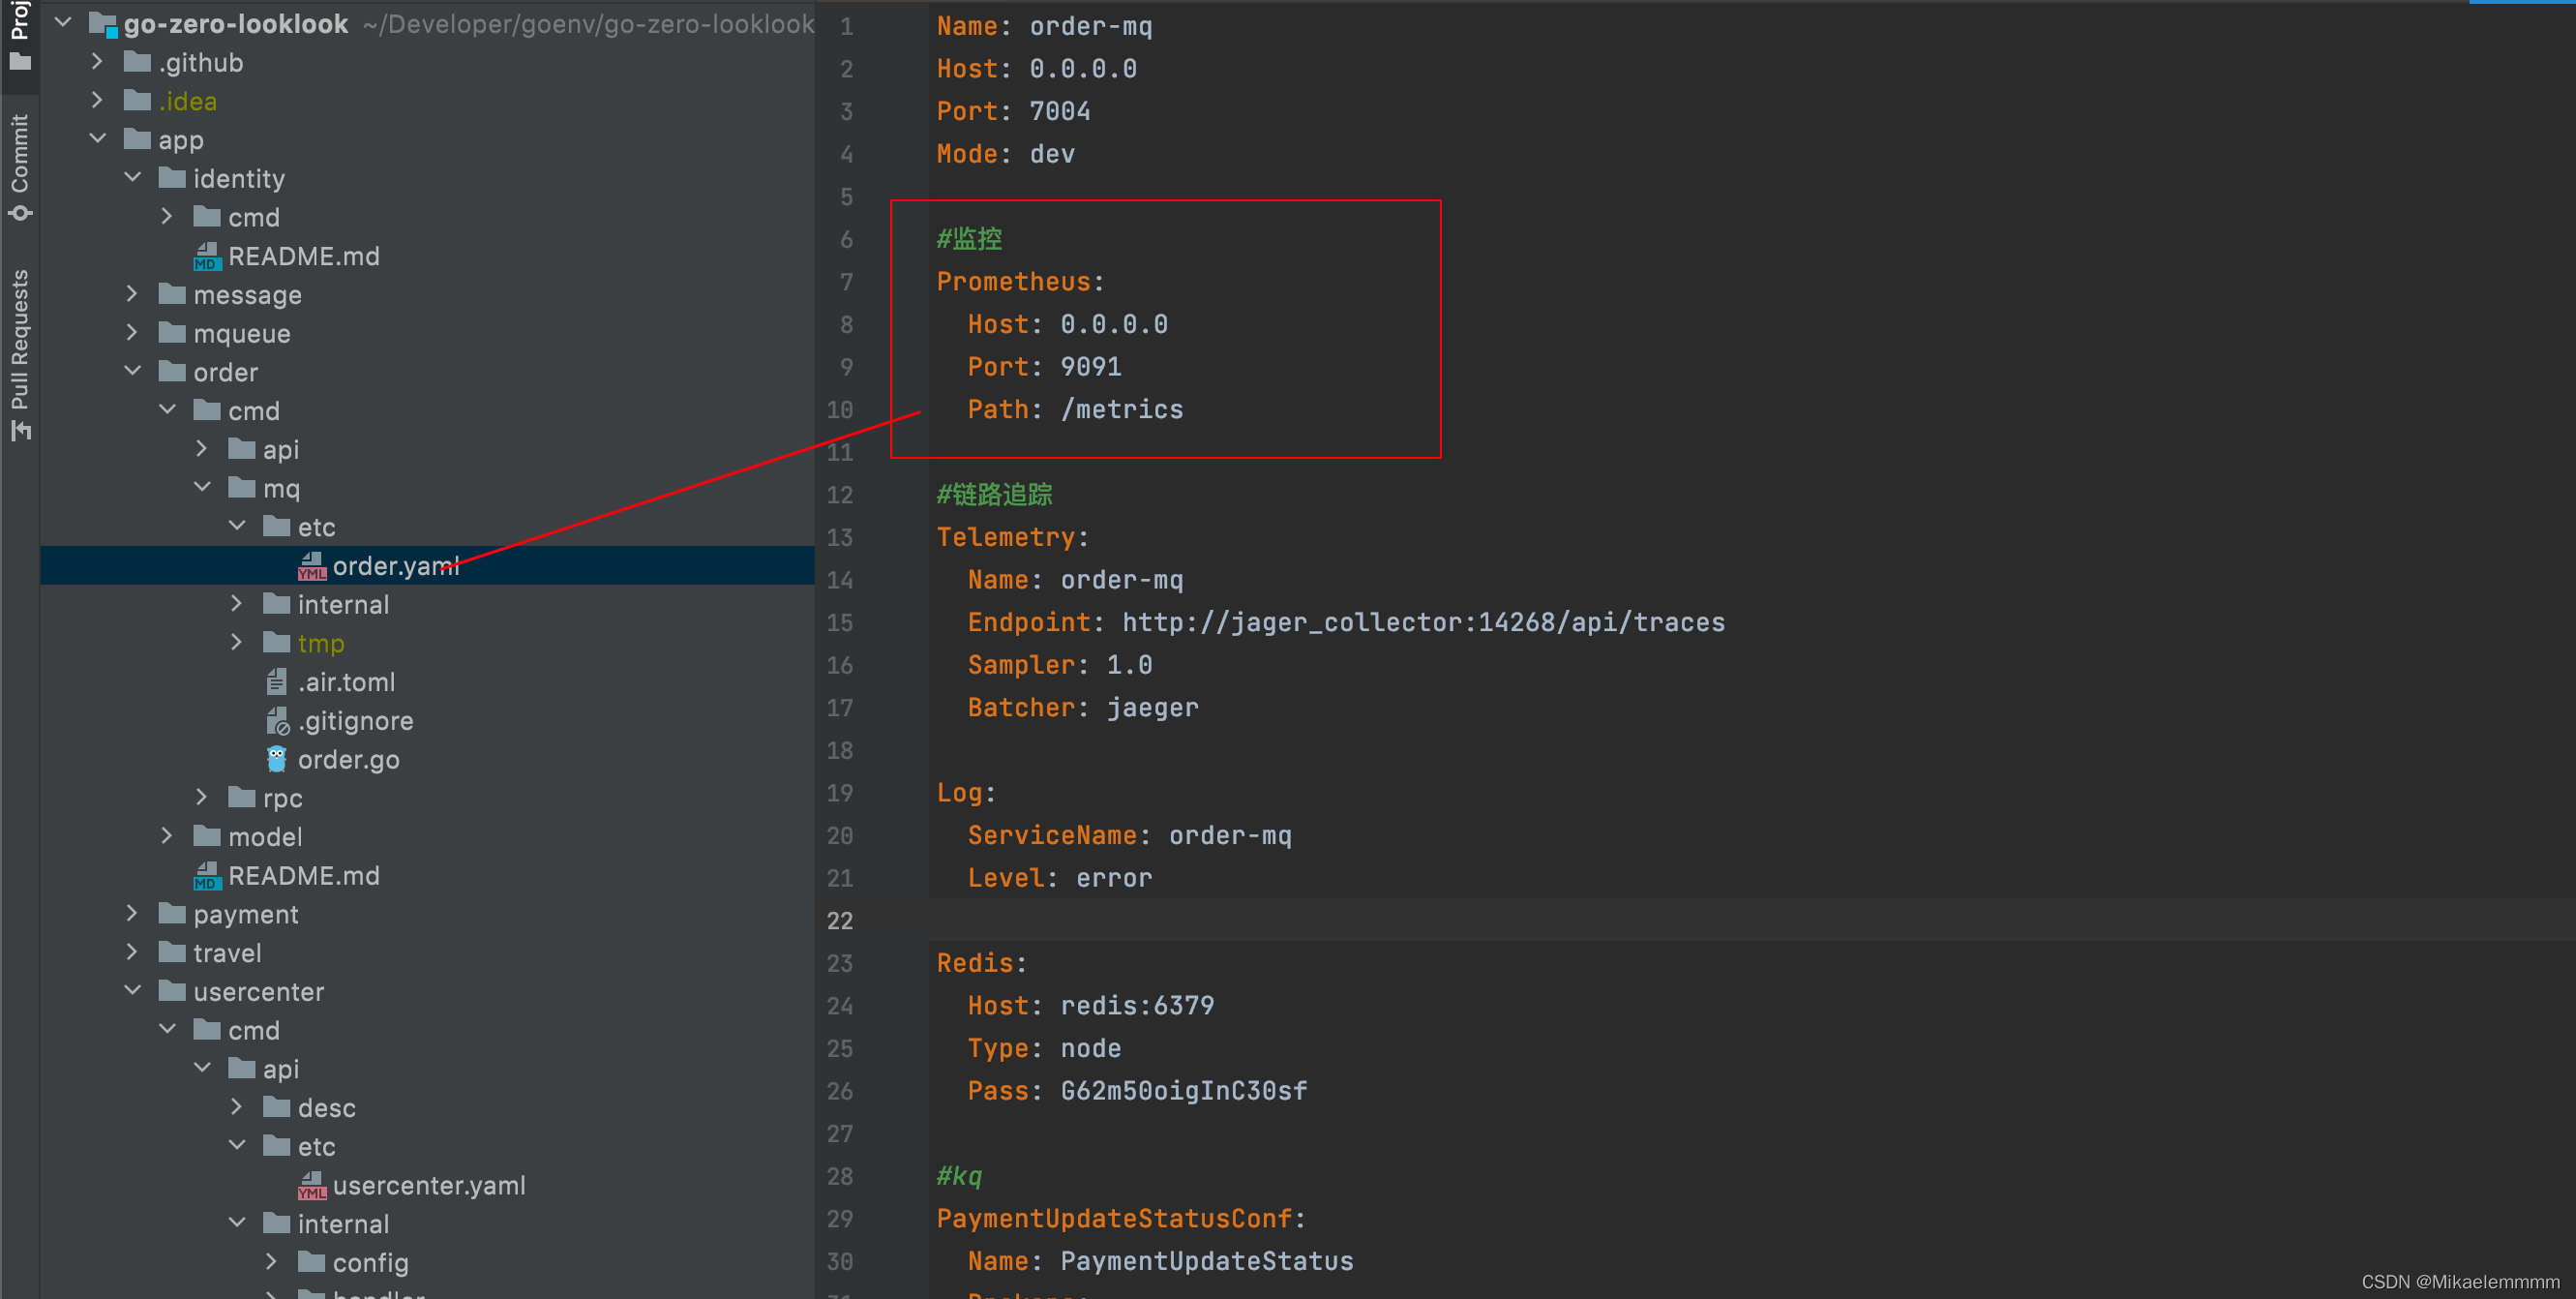 Proj
Commit
Pull Requests
go-zero-looklook ~/Developer/goenv/go-zero-looklook
.github
.idea
app
identity
cmd
README.md
message
mqueue
order
cmd
api
mq
etc
order.yaml
internal
tmp
.air.toml
.gitignore
order.go
rpc
model
README.md
payment
travel
usercenter
cmd
api
desc
etc
usercenter.yaml
internal
config
handler
1 Name: order-mq
2 Host: 0.0.0.0
3 Port: 7004
4 Mode: dev
5
6 #监控
7 Prometheus:
8 Host: 0.0.0.0
9 Port: 9091
10 Path: /metrics
11
12 #链路追踪
13 Telemetry:
14 Name: order-mq
15 Endpoint: http://jager_collector:14268/api/traces
16 Sampler: 1.0
17 Batcher: jaeger
18
19 Log:
20 ServiceName: order-mq
21 Level: error
22
23 Redis:
24 Host: redis:6379
25 Type: node
26 Pass: G62m50oigInC30sf
27
28 #kq
29 PaymentUpdateStatusConf:
30 Name: PaymentUpdateStatus
31 Brokers:
CSDN @Mikaelemmmm